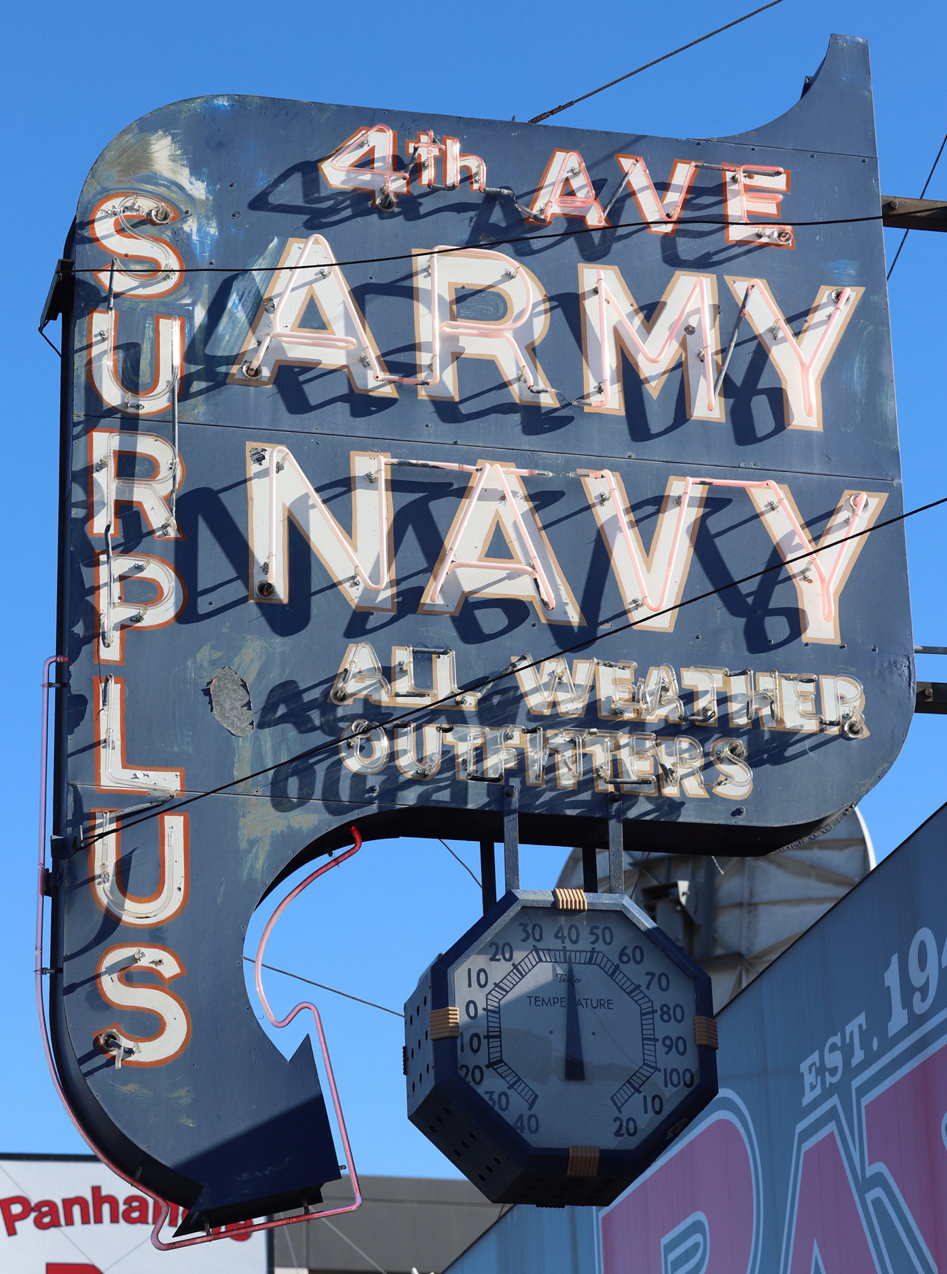 4th AVE
ARMY
NAVY
SURPLUS
ALL WEATHER
OUTFITTERS
30 40 50
20 60
10 70
0 80
10 90
20 100
30 10
40 20
Taylor
TEMPERATURE
EST. 19